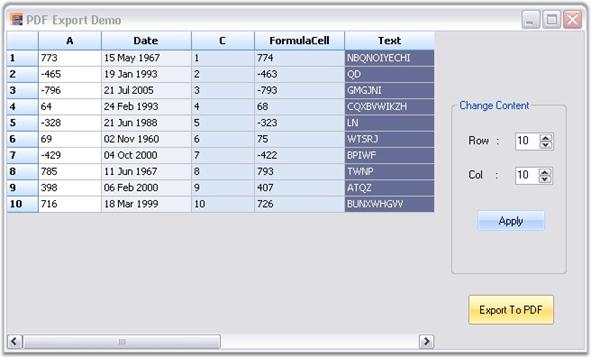 PDF Export Demo
A Date C FormulaCell Text
1 773 15 May 1967 1 774 NBQNOIYECHI
2 -465 19 Jan 1993 2 -463 QD
3 -796 21 Jul 2005 3 -793 GMGJNI
4 64 24 Feb 1993 4 68 CQXBVWIKZH
5 -328 21 Jun 1988 5 -323 LN
6 69 02 Nov 1960 6 75 WTSRJ
7 -429 04 Oct 2000 7 -422 BPIWF
8 785 11 Jun 1967 8 793 TWNP
9 398 06 Feb 2000 9 407 ATQZ
10 716 18 Mar 1999 10 726 BUNXWHGVV
Change Content
Row : 10
Col : 10
Apply
Export To PDF